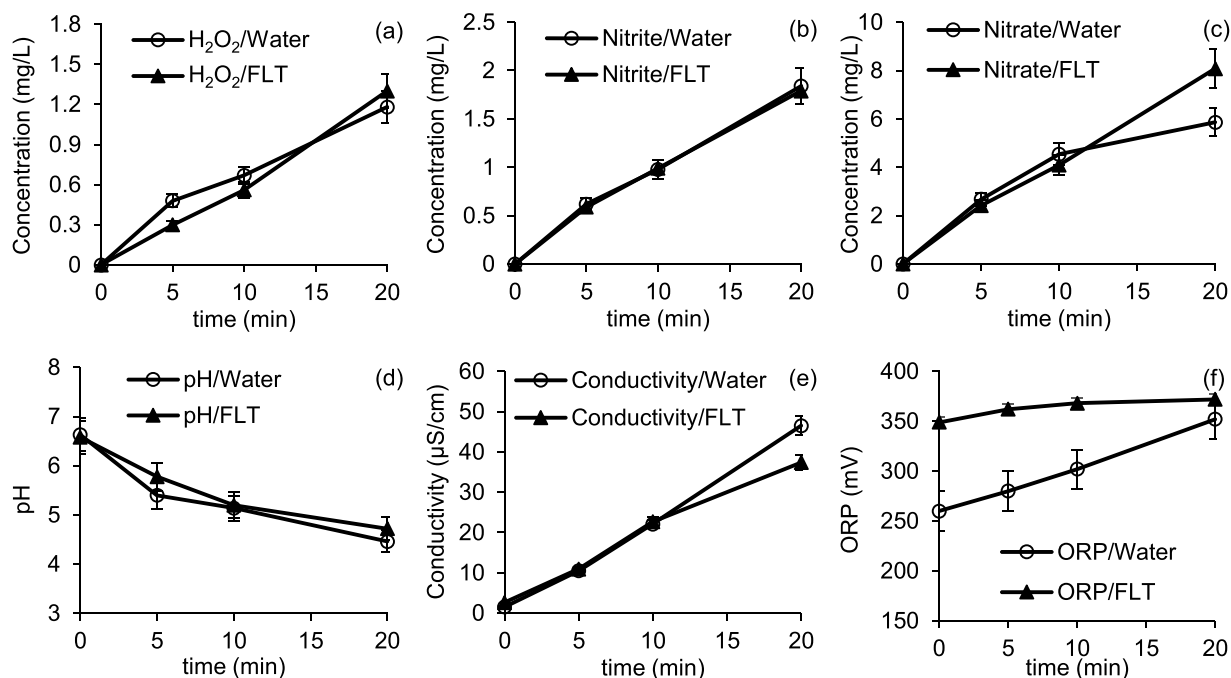 (a)
H₂O₂/Water
H₂O₂/FLT
Concentration (mg/L)
1.8
1.5
1.2
0.9
0.6
0.3
0
0 5 10 15 20
time (min)
(b)
Nitrite/Water
Nitrite/FLT
Concentration (mg/L)
2.5
2
1.5
1
0.5
0
0 5 10 15 20
time (min)
(c)
Nitrate/Water
Nitrate/FLT
Concentration (mg/L)
10
8
6
4
2
0
0 5 10 15 20
time (min)
(d)
pH/Water
pH/FLT
pH
8
7
6
5
4
3
0 5 10 15 20
time (min)
(e)
Conductivity/Water
Conductivity/FLT
Conductivity (µS/cm)
60
50
40
30
20
10
0
0 5 10 15 20
time (min)
(f)
ORP (mV)
400
350
300
250
200
150
ORP/Water
ORP/FLT
0 5 10 15 20
time (min)